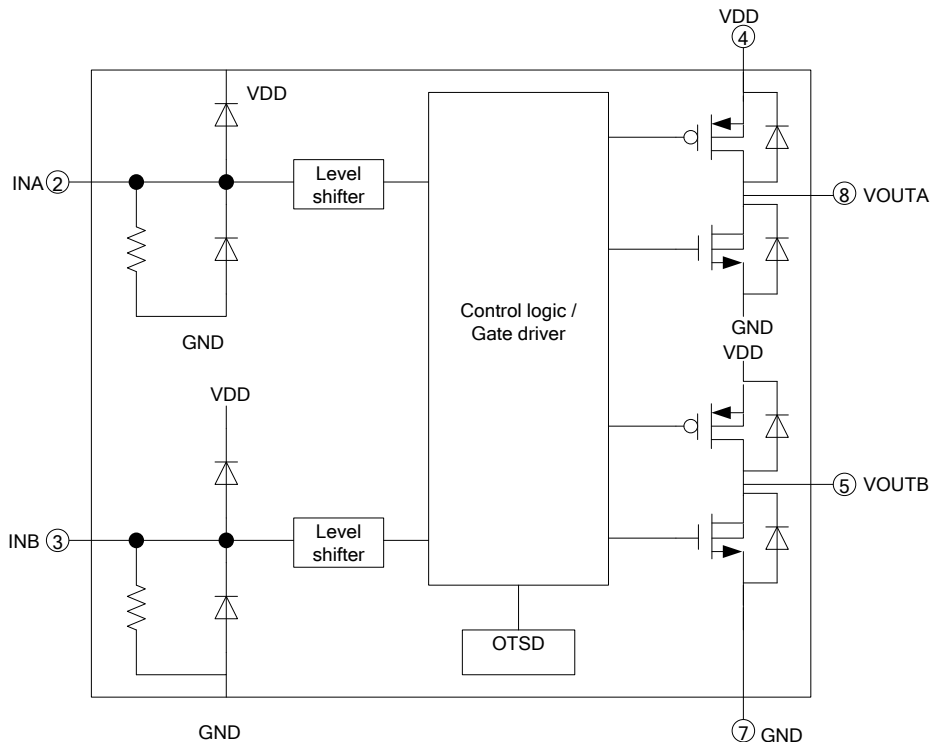 VDD
4
VDD
INA 2
Level
shifter
8 VOUTA
Control logic /
Gate driver
GND
GND
VDD
VDD
5 VOUTB
INB 3
Level
shifter
OTSD
GND
7 GND